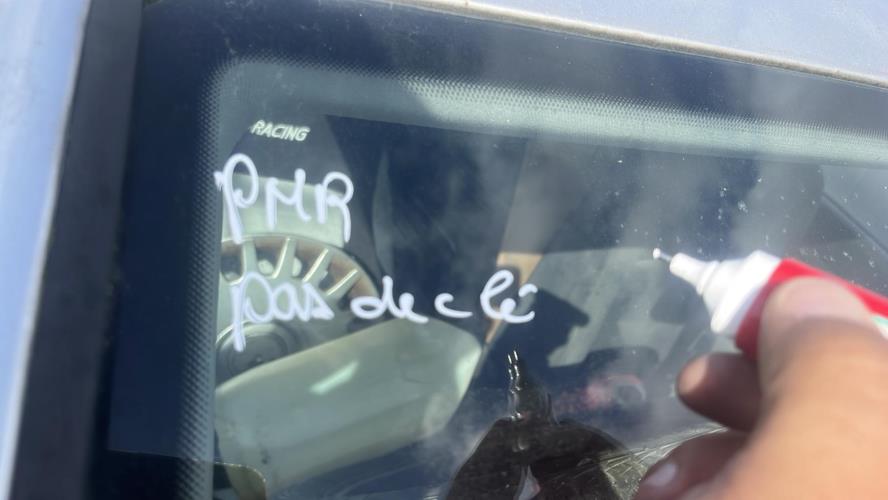 RACING
PMR
pas de clé